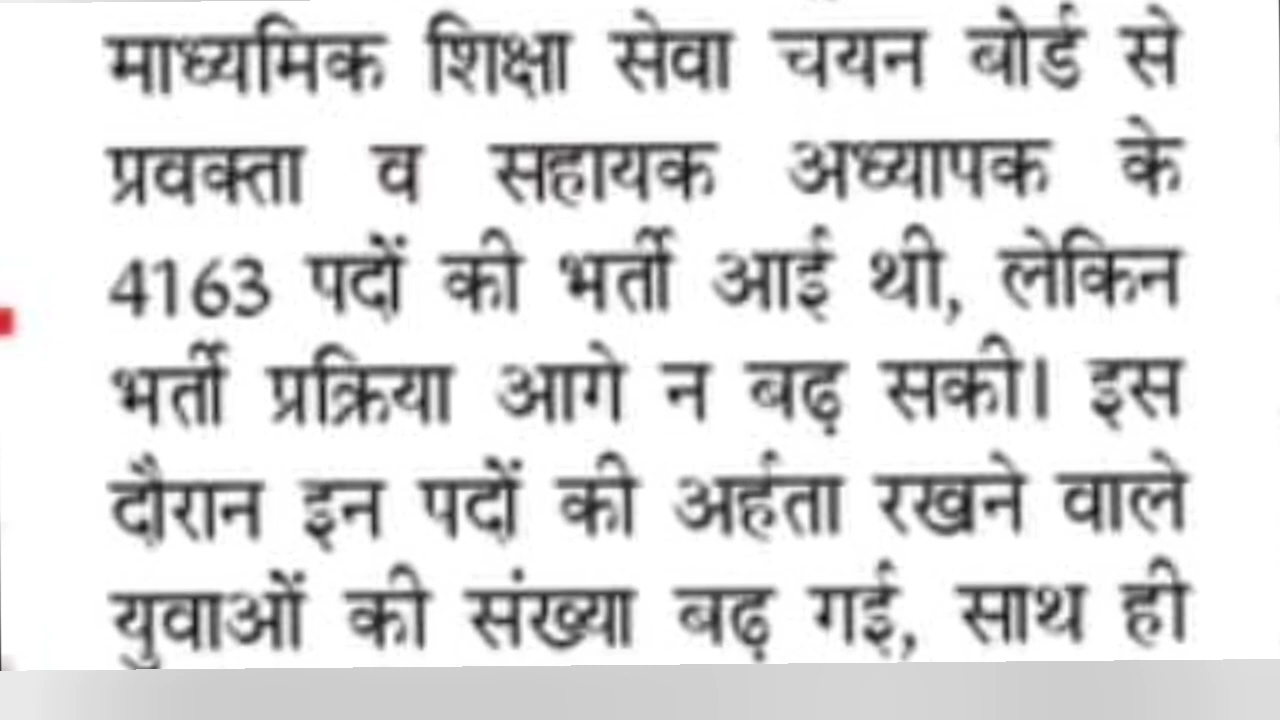 माध्यमिक शिक्षा सेवा चयन बोर्ड से
प्रवक्ता व सहायक अध्यापक के
4163 पदों की भर्ती आई थी, लेकिन
भर्ती प्रक्रिया आगे न बढ़ सकी। इस
दौरान इन पदों की अर्हता रखने वाले
युवाओं की संख्या बढ़ गई, साथ ही